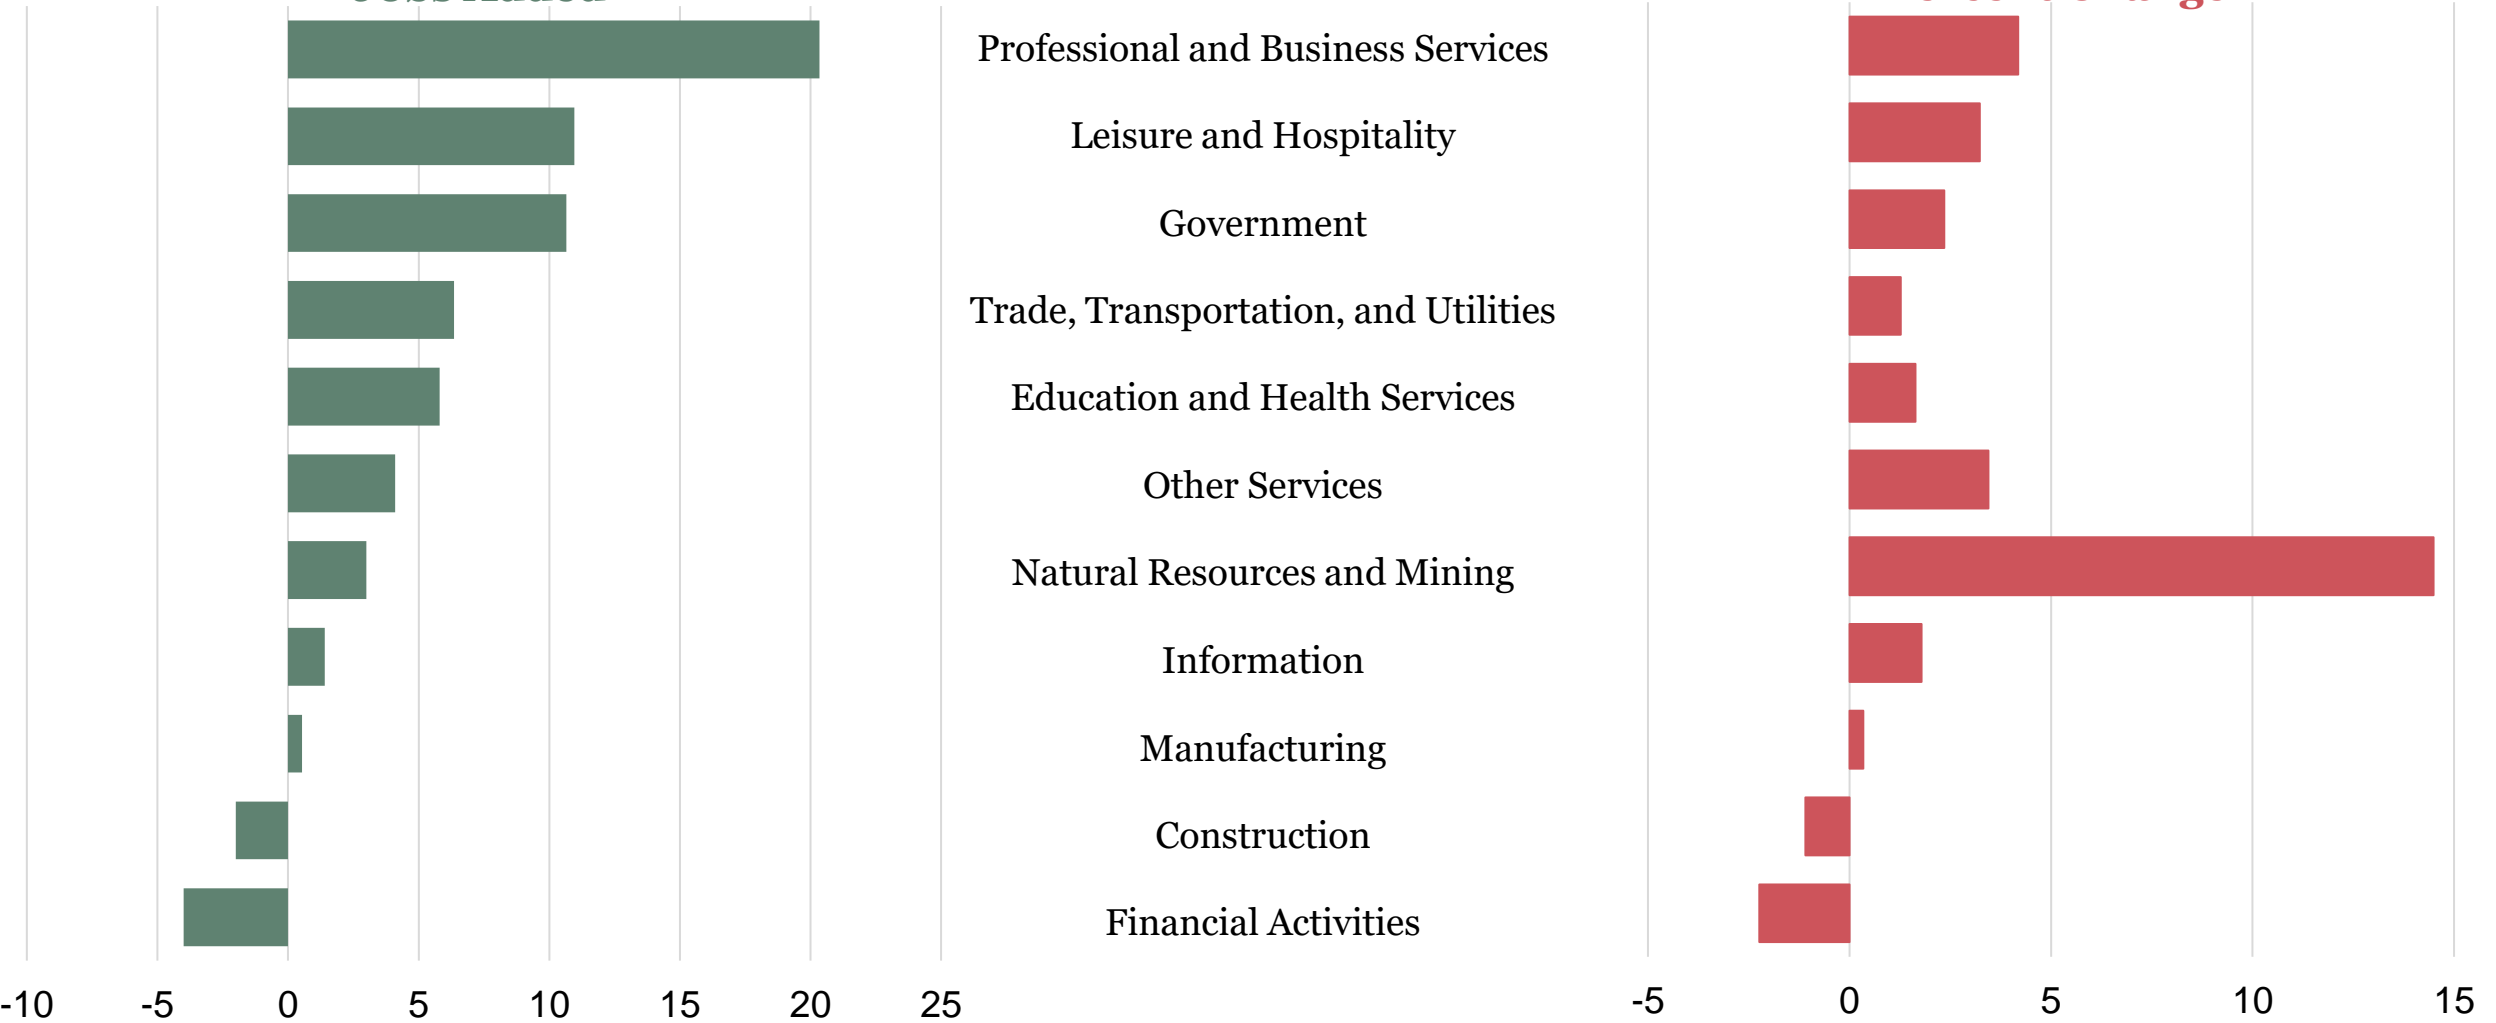 Jobs Added
Professional and Business Services
Leisure and Hospitality
Government
Trade, Transportation, and Utilities
Education and Health Services
Other Services
Natural Resources and Mining
Information
Manufacturing
Construction
Financial Activities
-10 -5 0 5 10 15 20 25
-5 0 5 10 15